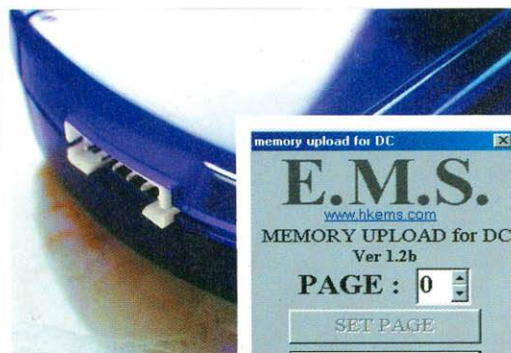 memory upload for DC
E.M.S.
www.hkems.com
MEMORY UPLOAD for DC
Ver 1.2b
PAGE : 0
SET PAGE